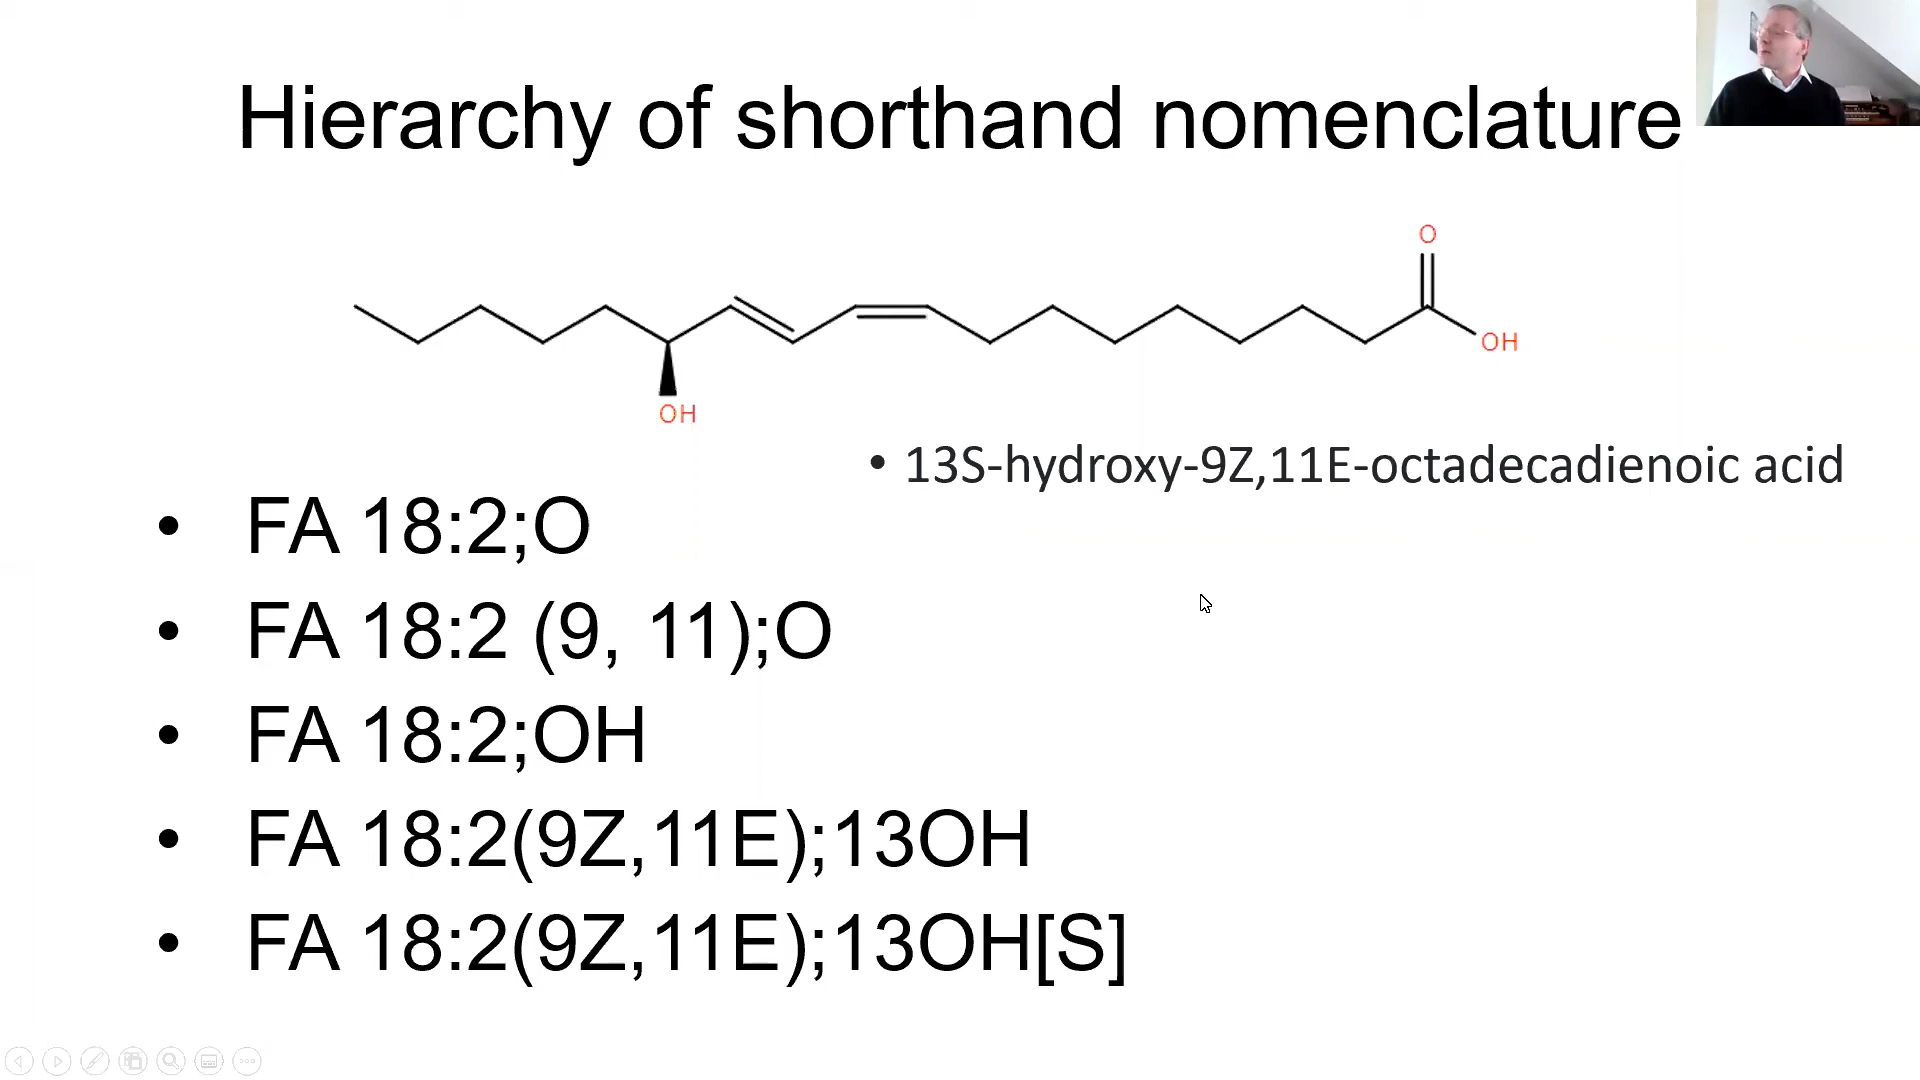 Hierarchy of shorthand nomenclature
O
OH
OH
• 13S-hydroxy-9Z,11E-octadecadienoic acid
• FA 18:2;O
• FA 18:2 (9, 11);O
• FA 18:2;OH
• FA 18:2(9Z,11E);13OH
• FA 18:2(9Z,11E);13OH[S]